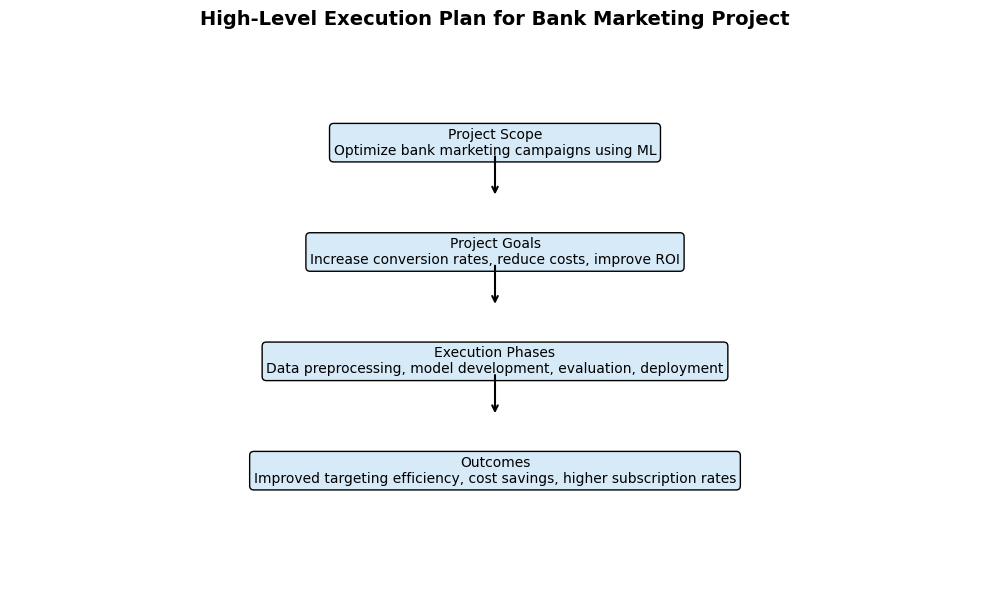 High-Level Execution Plan for Bank Marketing Project
Project Scope
Optimize bank marketing campaigns using ML
Project Goals
Increase conversion rates, reduce costs, improve ROI
Execution Phases
Data preprocessing, model development, evaluation, deployment
Outcomes
Improved targeting efficiency, cost savings, higher subscription rates